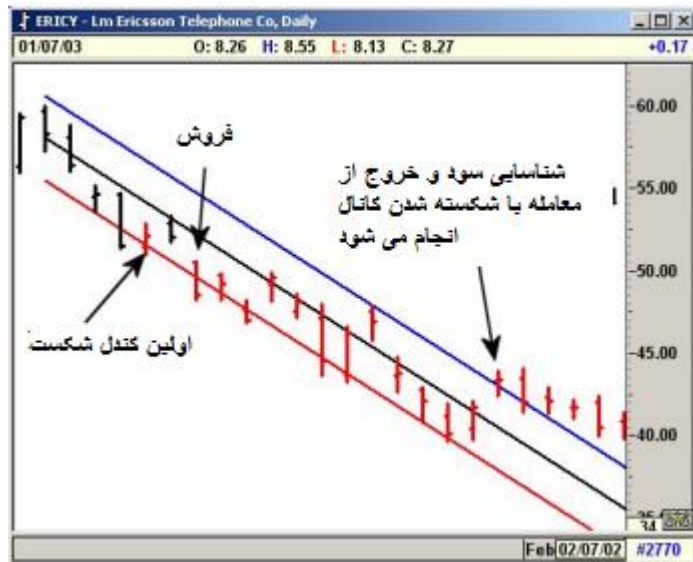 ERICY - Lm Ericsson Telephone Co, Daily
01/07/03 O: 8.26 H: 8.55 L: 8.13 C: 8.27 +0.17
60.00
فروش
شناسایی سود و خروج از
معامله با شکسته شدن کانال
انجام می شود
55.00
50.00
اولین کندل شکست
45.00
40.00
34
Feb 02/07/02 #2770